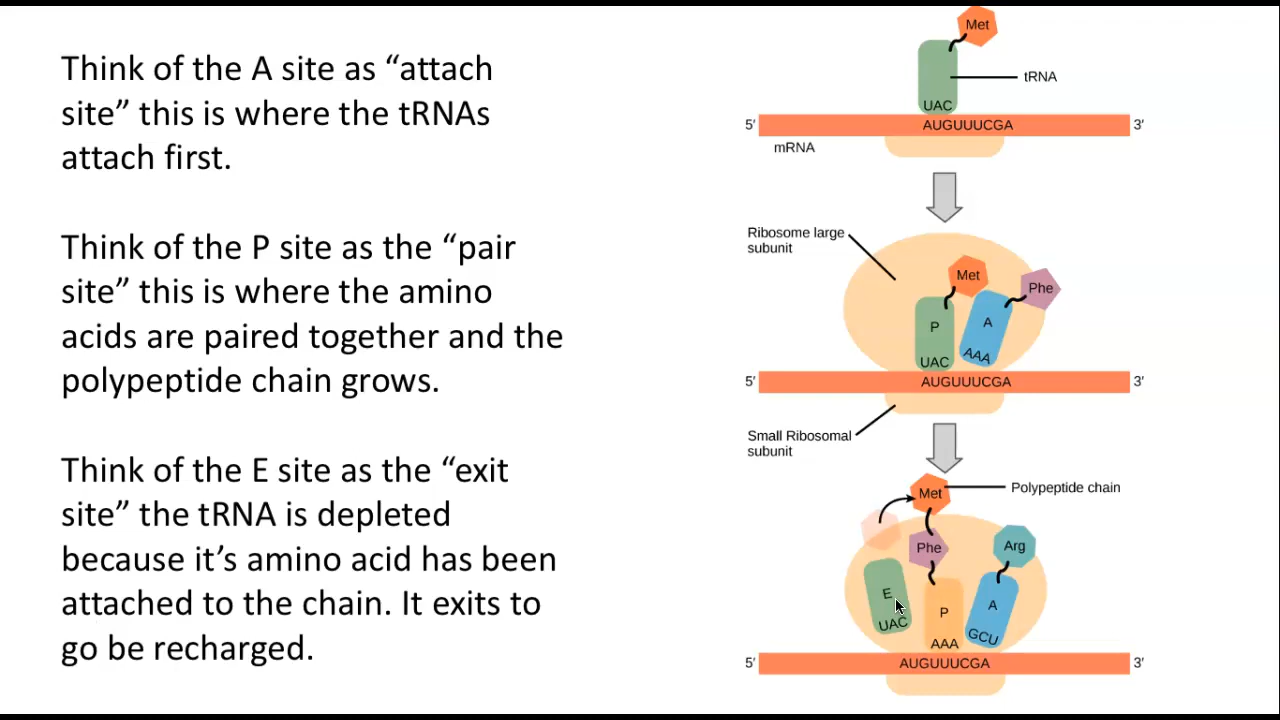 Think of the A site as “attach
site” this is where the tRNAs
attach first.
Think of the P site as the “pair
site” this is where the amino
acids are paired together and the
polypeptide chain grows.
Think of the E site as the “exit
site” the tRNA is depleted
because it’s amino acid has been
attached to the chain. It exits to
go be recharged.
Met
tRNA
UAC
5′ AUGUUUCGA 3′
mRNA
Ribosome large
subunit
Met
Phe
P
A
UAC
AAA
5′ AUGUUUCGA 3′
Small Ribosomal
subunit
Met
Polypeptide chain
Phe
Arg
E
P
A
UAC
AAA
GCU
5′ AUGUUUCGA 3′